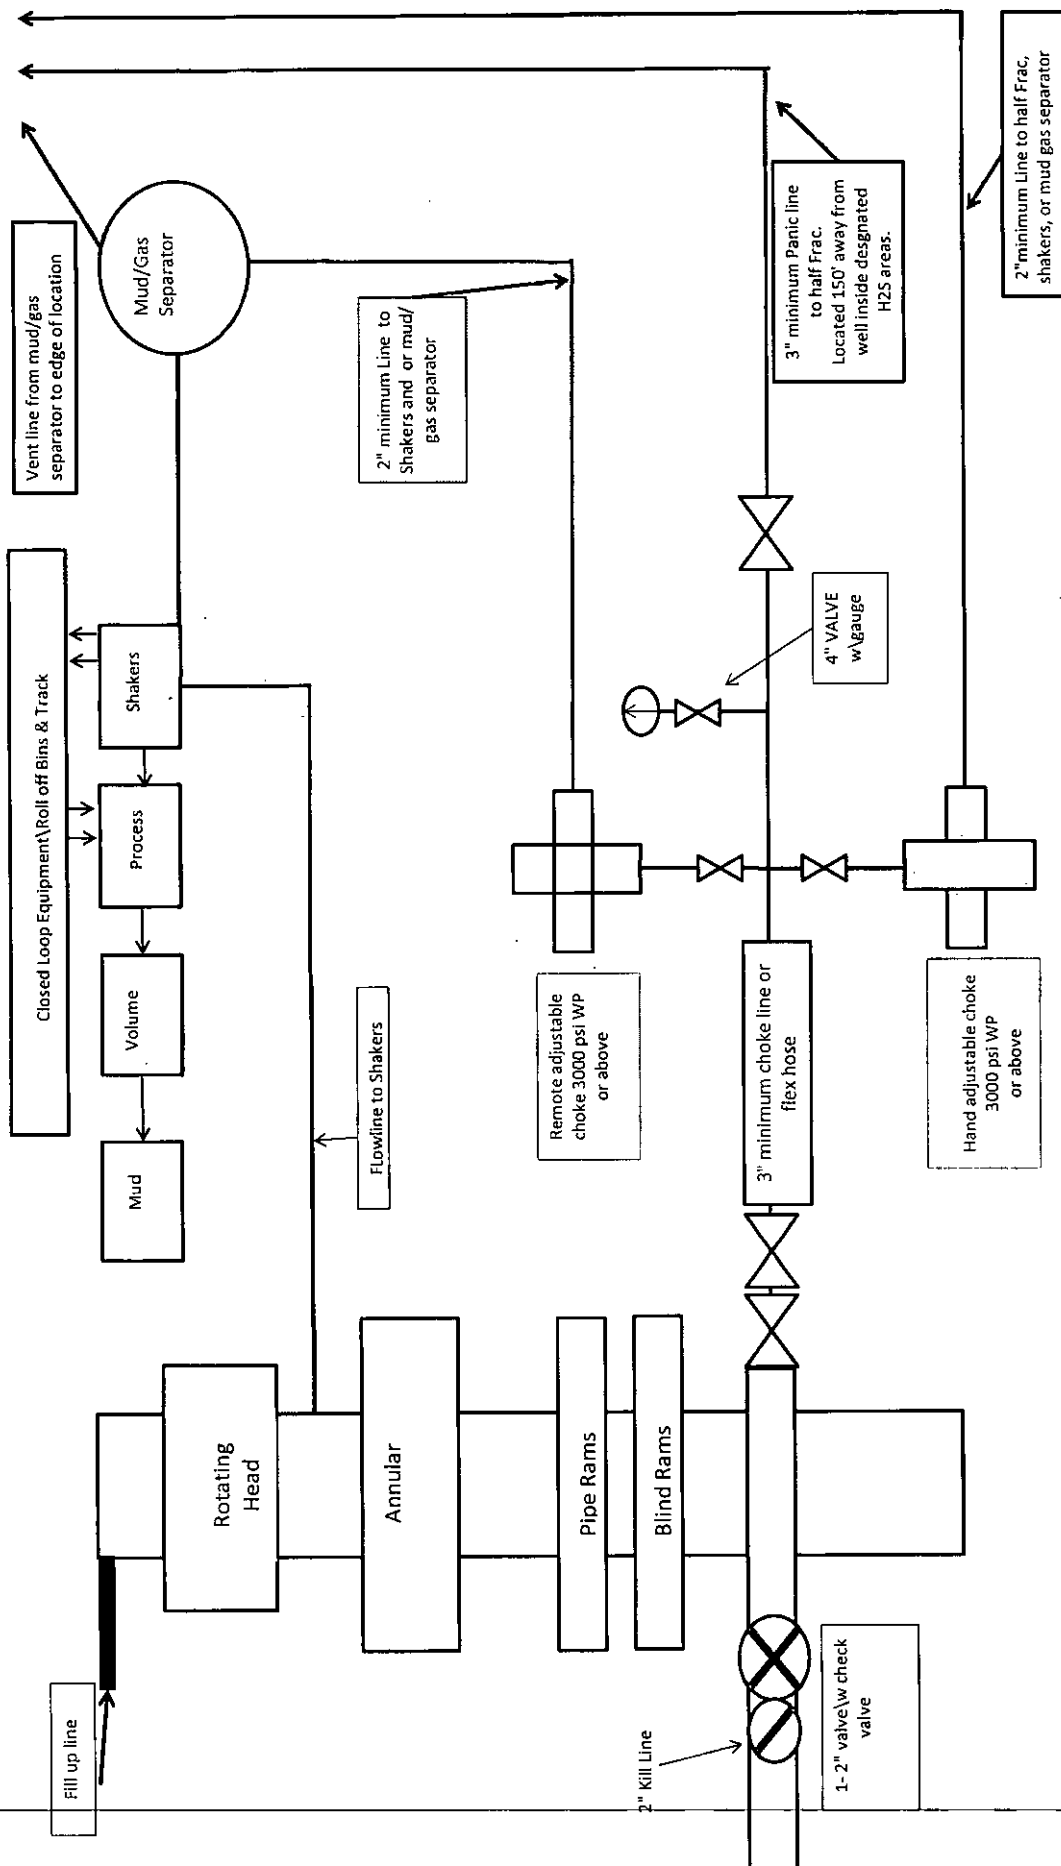 Fill up line
Rotating
Head
Annular
Pipe Rams
Blind Rams
2" Kill Line
1- 2" valve\w check
valve
Closed Loop Equipment\Roll off Bins & Track
Mud
Volume
Process
Shakers
Flowline to Shakers
Vent line from mud/gas
separator to edge of location
Mud/Gas
Separator
2" minimum Line to
Shakers and or mud/
gas separator
Remote adjustable
choke 3000 psi WP
or above
3" minimum choke line or
flex hose
Hand adjustable choke
3000 psi WP
or above
4" VALVE
w\gauge
3" minimum Panic line
to half Frac.
Located 150' away from
well inside desgnated
H2S areas.
2"minimum Line to half Frac,
shakers, or mud gas separator